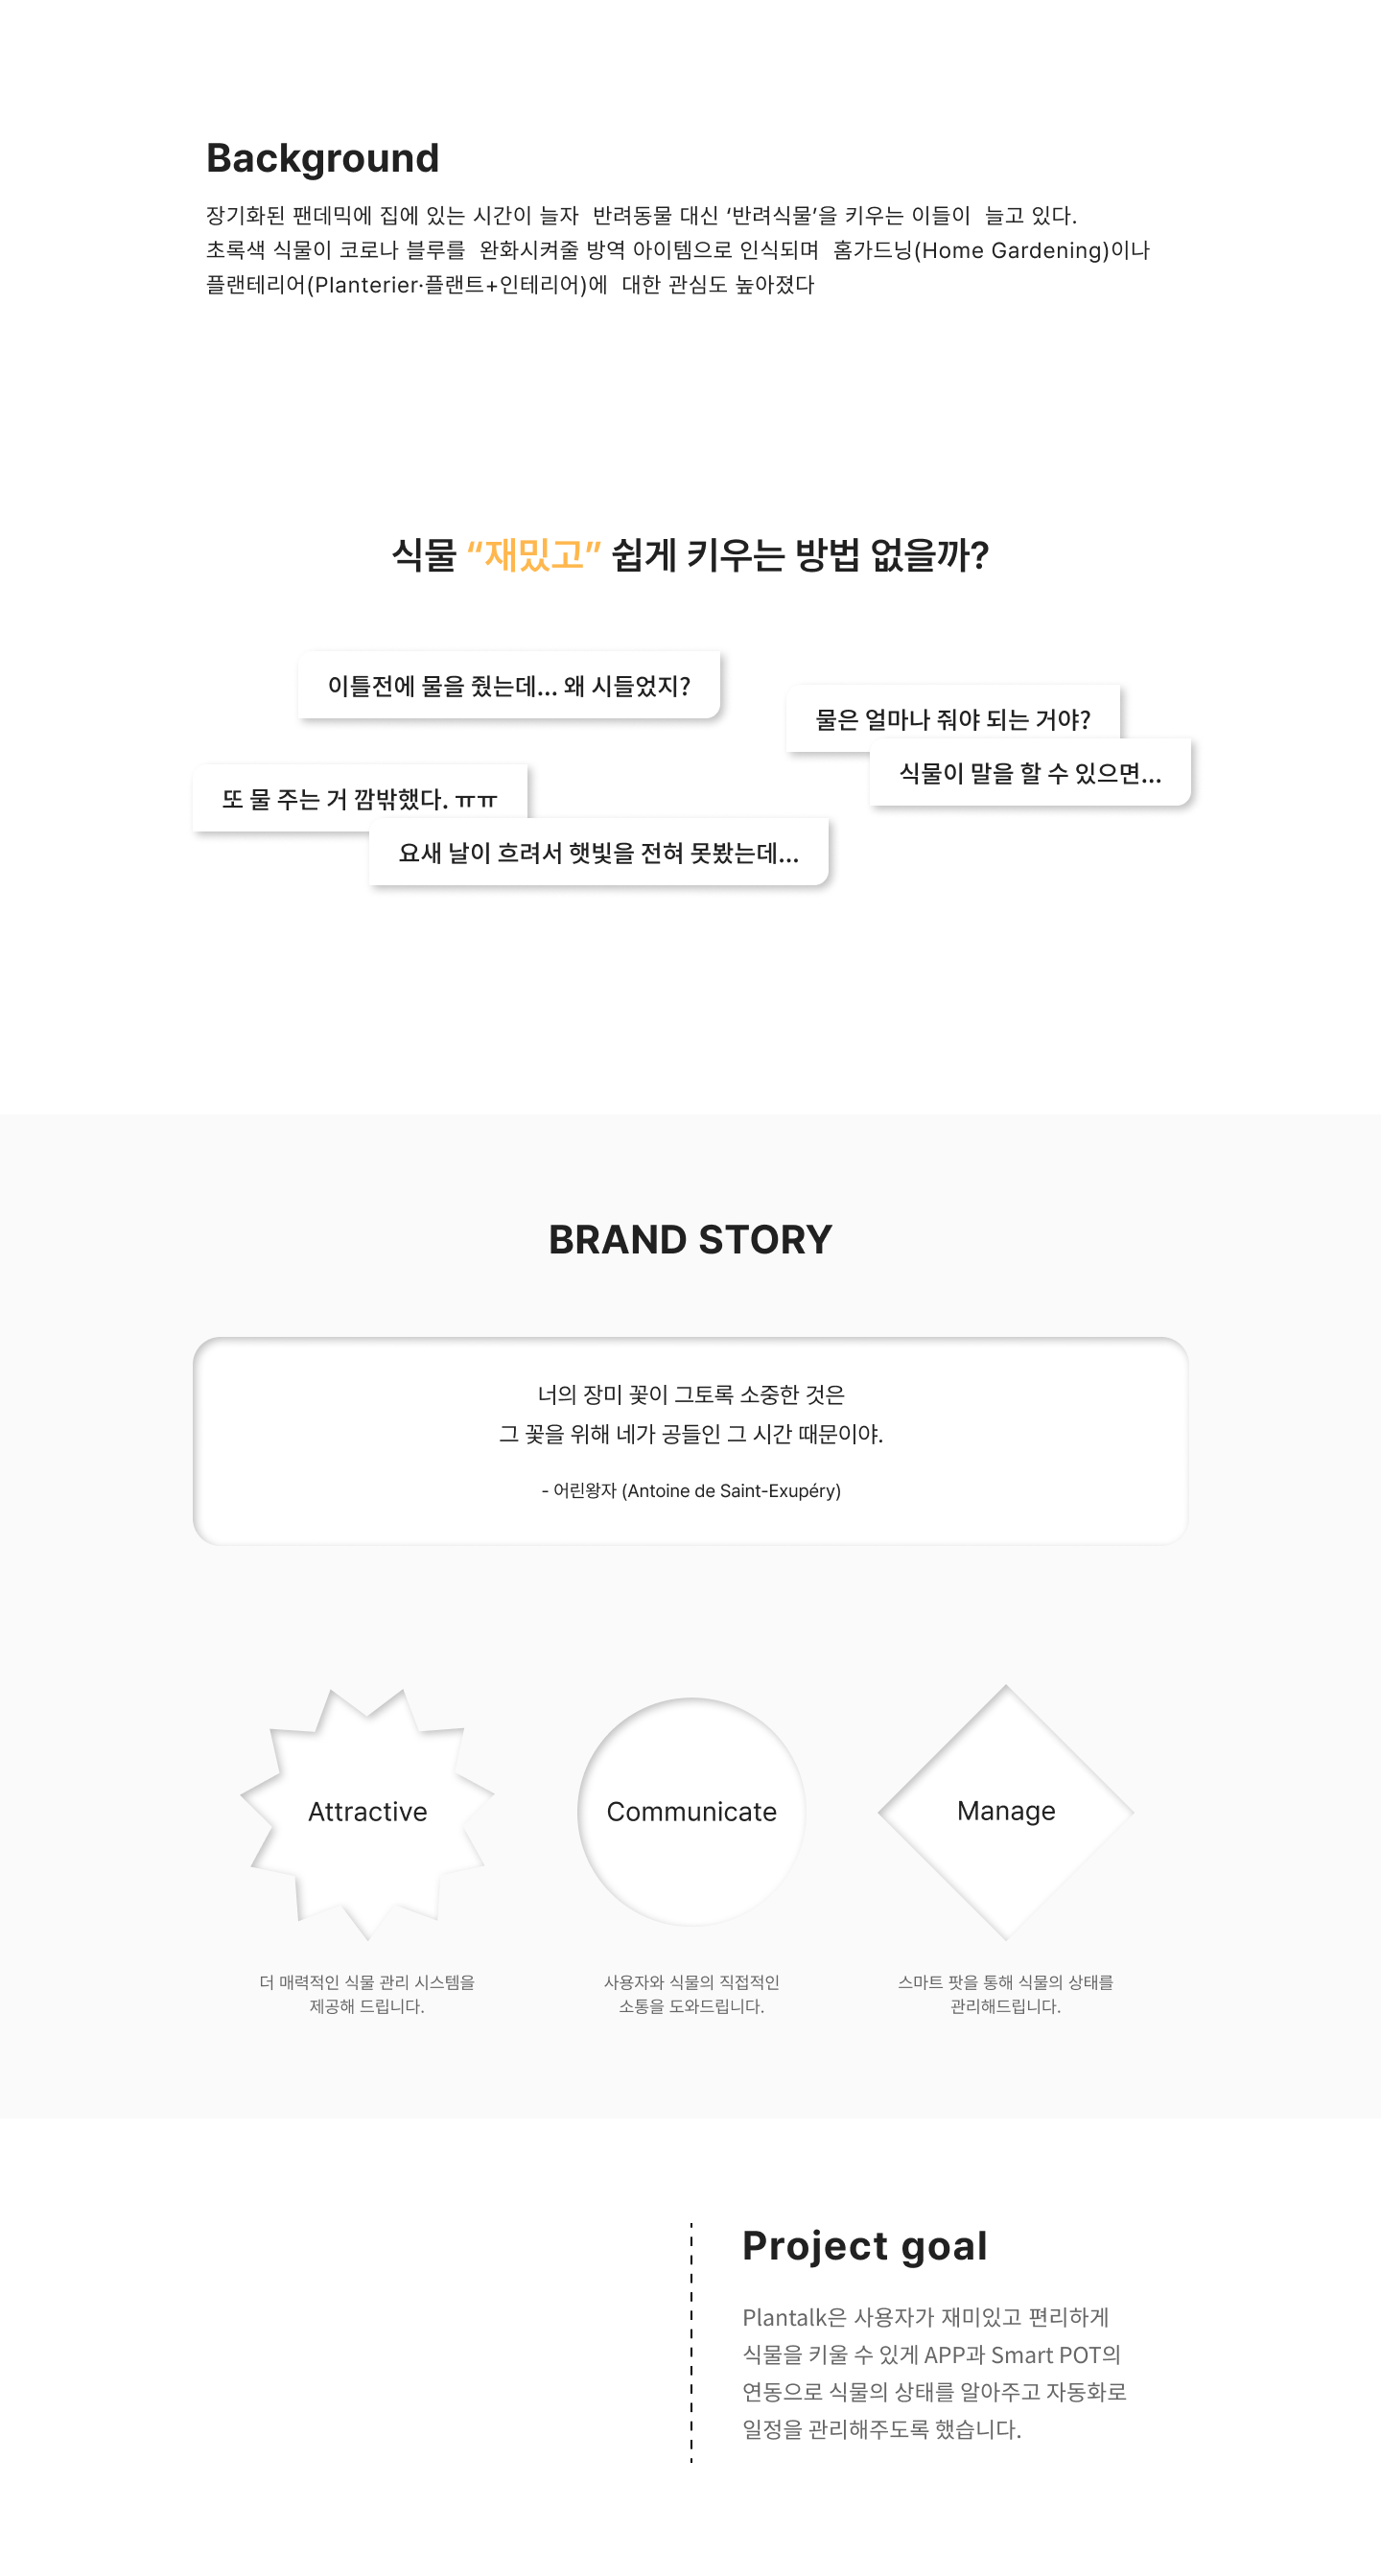 Background
장기화된 팬데믹에 집에 있는 시간이 늘자 반려동물 대신 ‘반려식물’을 키우는 이들이 늘고 있다.
초록색 식물이 코로나 블루를 완화시켜줄 방역 아이템으로 인식되며 홈가드닝(Home Gardening)이나
플랜테리어(Planterier·플랜트+인테리어)에 대한 관심도 높아졌다
식물 “재밌고” 쉽게 키우는 방법 없을까?
이틀전에 물을 줬는데... 왜 시들었지?
물은 얼마나 줘야 되는 거야?
식물이 말을 할 수 있으면...
또 물 주는 거 깜밖했다. ㅠㅠ
요새 날이 흐려서 햇빛을 전혀 못봤는데...
BRAND STORY
너의 장미 꽃이 그토록 소중한 것은
그 꽃을 위해 네가 공들인 그 시간 때문이야.
- 어린왕자 (Antoine de Saint-Exupéry)
Attractive
Communicate
Manage
더 매력적인 식물 관리 시스템을
제공해 드립니다.
사용자와 식물의 직접적인
소통을 도와드립니다.
스마트 팟을 통해 식물의 상태를
관리해드립니다.
Project goal
Plantalk은 사용자가 재미있고 편리하게
식물을 키울 수 있게 APP과 Smart POT의
연동으로 식물의 상태를 알아주고 자동화로
일정을 관리해주도록 했습니다.